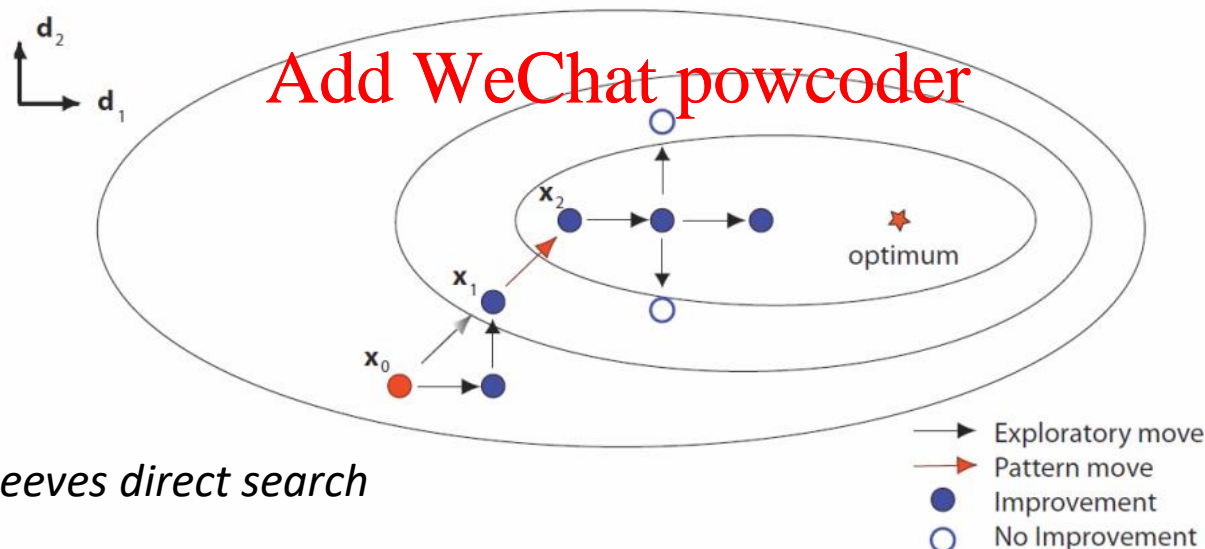 d2
Add WeChat powcoder
d1
x2
optimum
x1
x0
Exploratory move
Pattern move
eeves direct search
Improvement
No Improvement